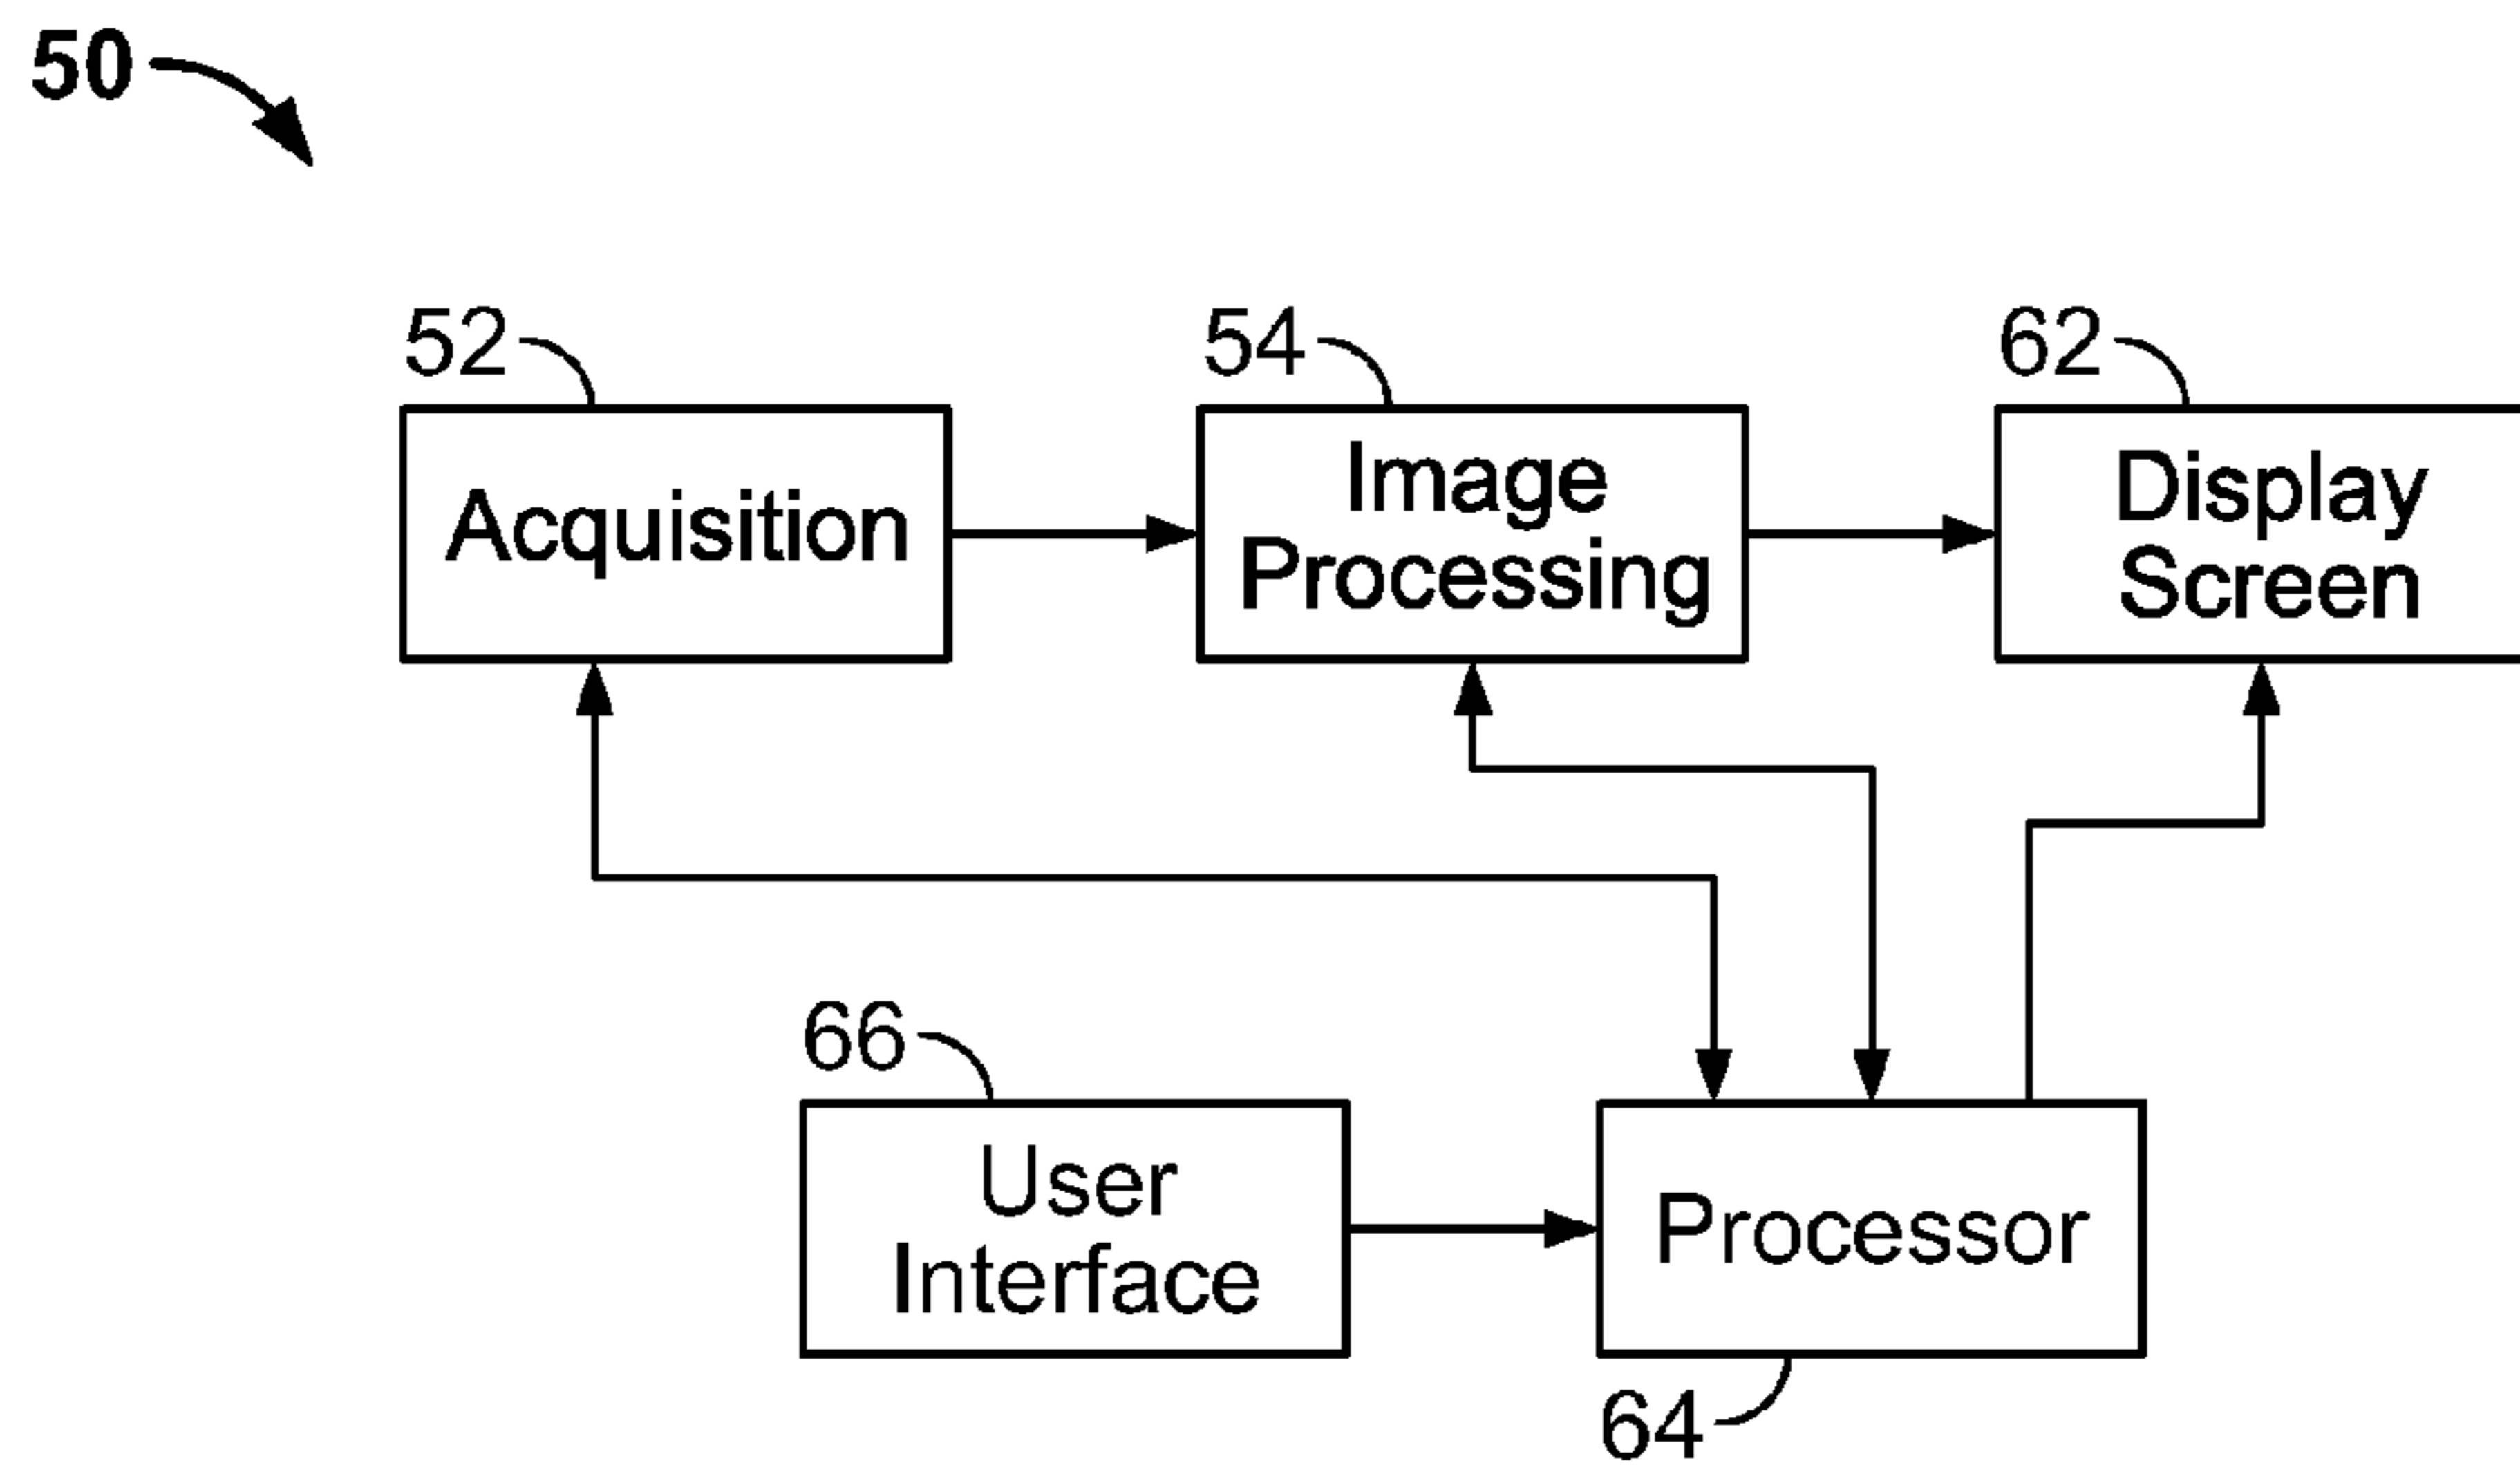 50
52
54
62
Acquisition
Image
Processing
Display
Screen
66
User
Interface
Processor
64